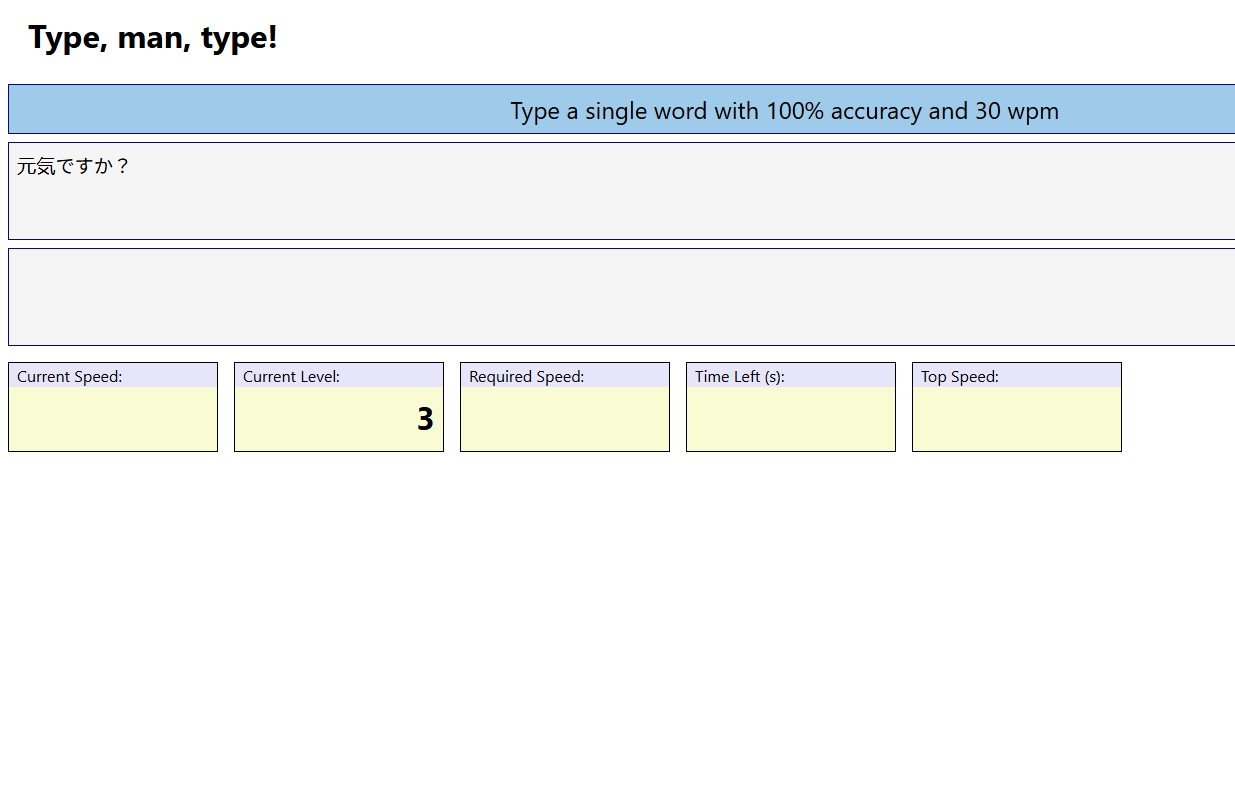 Type, man, type!
Type a single word with 100% accuracy and 30 wpm
元気ですか？
Current Speed:
Current Level:
3
Required Speed:
Time Left (s):
Top Speed: